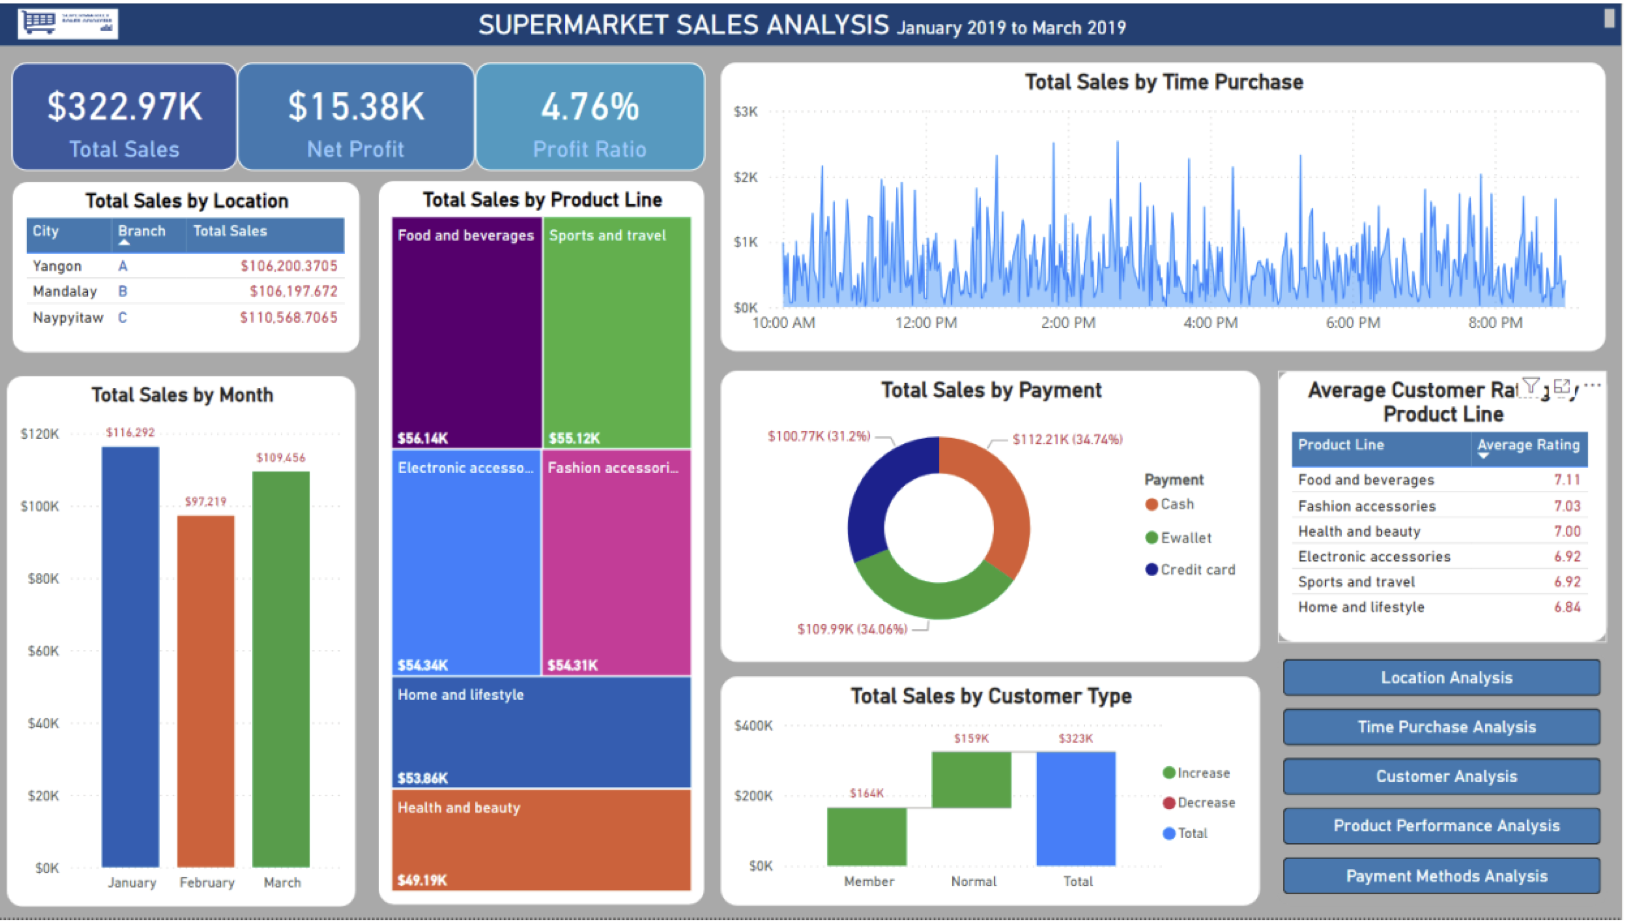 SUPERMARKET SALES ANALYSIS January 2019 to March 2019
$322.97K
Total Sales
$15.38K
Net Profit
4.76%
Profit Ratio
Total Sales by Location
City Branch Total Sales
Yangon A $106,200.3705
Mandalay B $106,197.672
Naypyitaw C $110,568.7065
Total Sales by Month
$120K
$100K
$80K
$60K
$40K
$20K
$0K
$116,292
$97,219
$109,456
January February March
Total Sales by Product Line
Food and beverages
$56.14K
Sports and travel
$55.12K
Electronic accesso...
$54.34K
Fashion accessori...
$54.31K
Home and lifestyle
$53.86K
Health and beauty
$49.19K
Total Sales by Time Purchase
$3K
$2K
$1K
$0K
10:00 AM 12:00 PM 2:00 PM 4:00 PM 6:00 PM 8:00 PM
Total Sales by Payment
$100.77K (31.2%)
$112.21K (34.74%)
$109.99K (34.06%)
Payment
Cash
Ewallet
Credit card
Total Sales by Customer Type
$400K
$200K
$0K
$164K
$159K
$323K
Member Normal Total
Increase
Decrease
Total
Average Customer
Product Line
Product Line Average Rating
Food and beverages 7.11
Fashion accessories 7.03
Health and beauty 7.00
Electronic accessories 6.92
Sports and travel 6.92
Home and lifestyle 6.84
Location Analysis
Time Purchase Analysis
Customer Analysis
Product Performance Analysis
Payment Methods Analysis